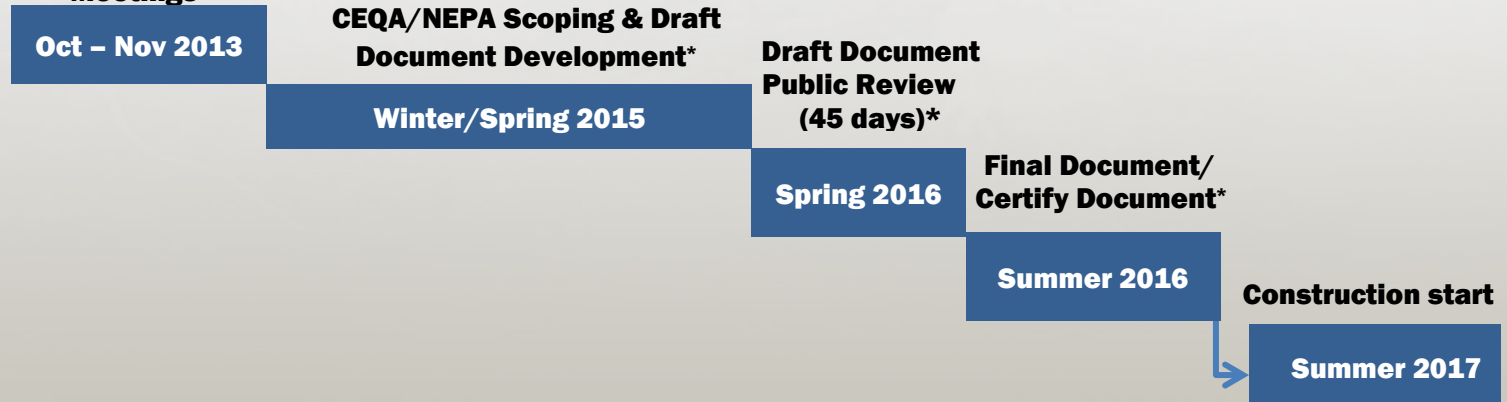 Oct – Nov 2013
CEQA/NEPA Scoping & Draft
Document Development*
Winter/Spring 2015
Draft Document
Public Review
(45 days)*
Spring 2016
Final Document/
Certify Document*
Summer 2016
Construction start
Summer 2017